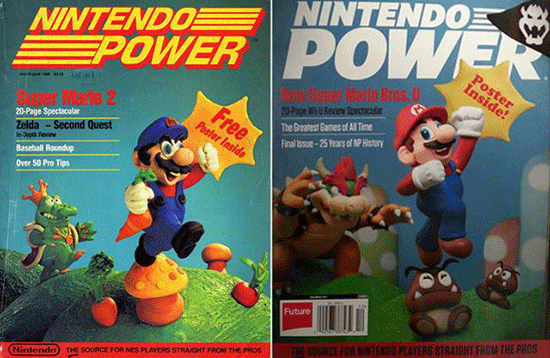 NINTENDO
POWER
Super Mario 2
20-Page Spectacular
Zelda - Second Quest
In-Depth Review
Baseball Roundup
Over 50 Pro Tips
Free
Poster Inside
Nintendo THE SOURCE FOR NES PLAYERS STRAIGHT FROM THE PROS
NINTENDO
POWER
New Super Mario Bros. U
20-Page Wii U Review Spectacular
The Greatest Games of All Time
Final Issue - 25 Years of NP History
Poster
Inside!
Future
THE SOURCE FOR NINTENDO PLAYERS STRAIGHT FROM THE PROS